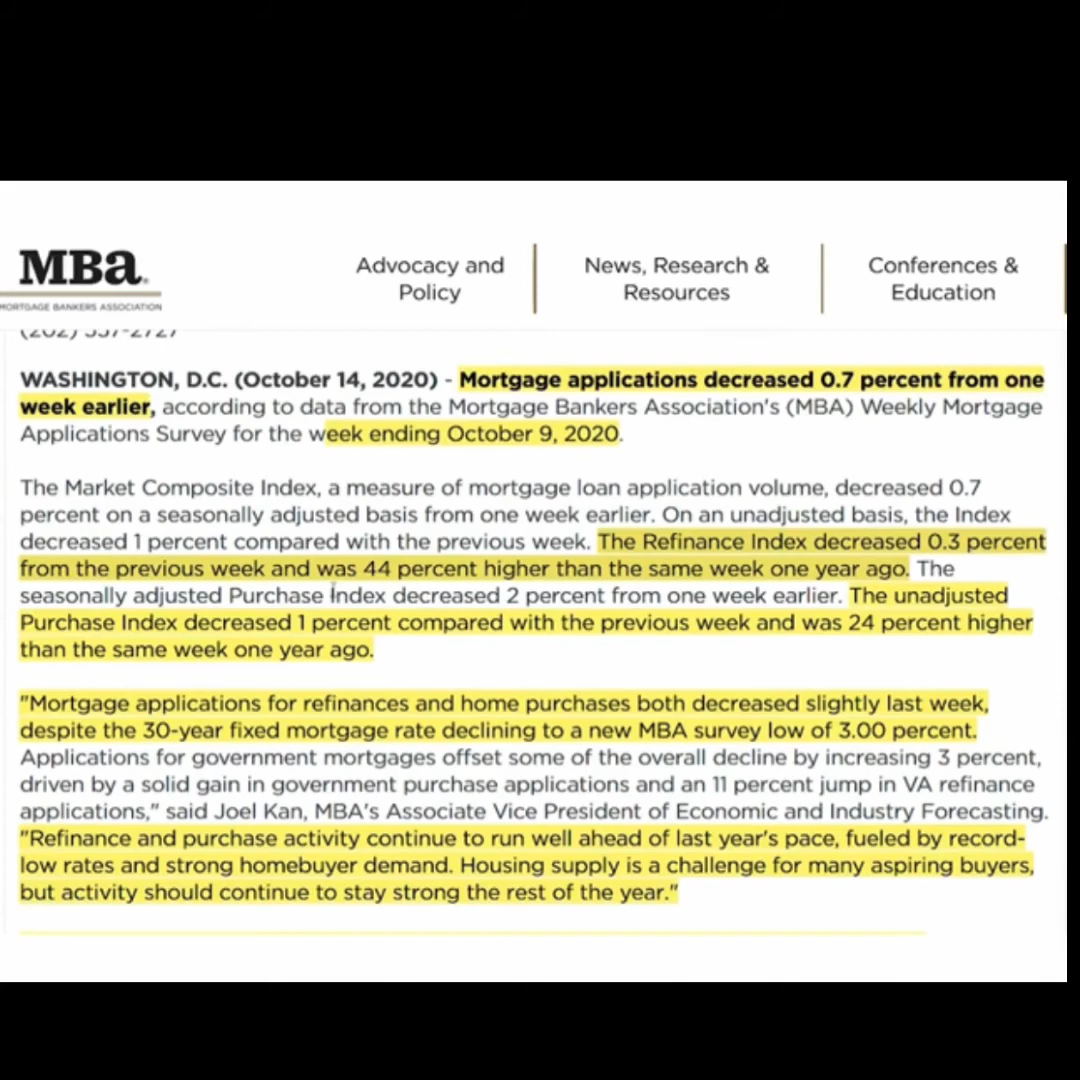 MBa.
MORTGAGE BANKERS ASSOCIATION
Advocacy and
Policy
News, Research &
Resources
Conferences &
Education
WASHINGTON, D.C. (October 14, 2020) - Mortgage applications decreased 0.7 percent from one
week earlier, according to data from the Mortgage Bankers Association's (MBA) Weekly Mortgage
Applications Survey for the week ending October 9, 2020.
The Market Composite Index, a measure of mortgage loan application volume, decreased 0.7
percent on a seasonally adjusted basis from one week earlier. On an unadjusted basis, the Index
decreased 1 percent compared with the previous week. The Refinance Index decreased 0.3 percent
from the previous week and was 44 percent higher than the same week one year ago. The
seasonally adjusted Purchase Index decreased 2 percent from one week earlier. The unadjusted
Purchase Index decreased 1 percent compared with the previous week and was 24 percent higher
than the same week one year ago.
"Mortgage applications for refinances and home purchases both decreased slightly last week,
despite the 30-year fixed mortgage rate declining to a new MBA survey low of 3.00 percent.
Applications for government mortgages offset some of the overall decline by increasing 3 percent,
driven by a solid gain in government purchase applications and an 11 percent jump in VA refinance
applications," said Joel Kan, MBA's Associate Vice President of Economic and Industry Forecasting.
"Refinance and purchase activity continue to run well ahead of last year's pace, fueled by record-
low rates and strong homebuyer demand. Housing supply is a challenge for many aspiring buyers,
but activity should continue to stay strong the rest of the year."